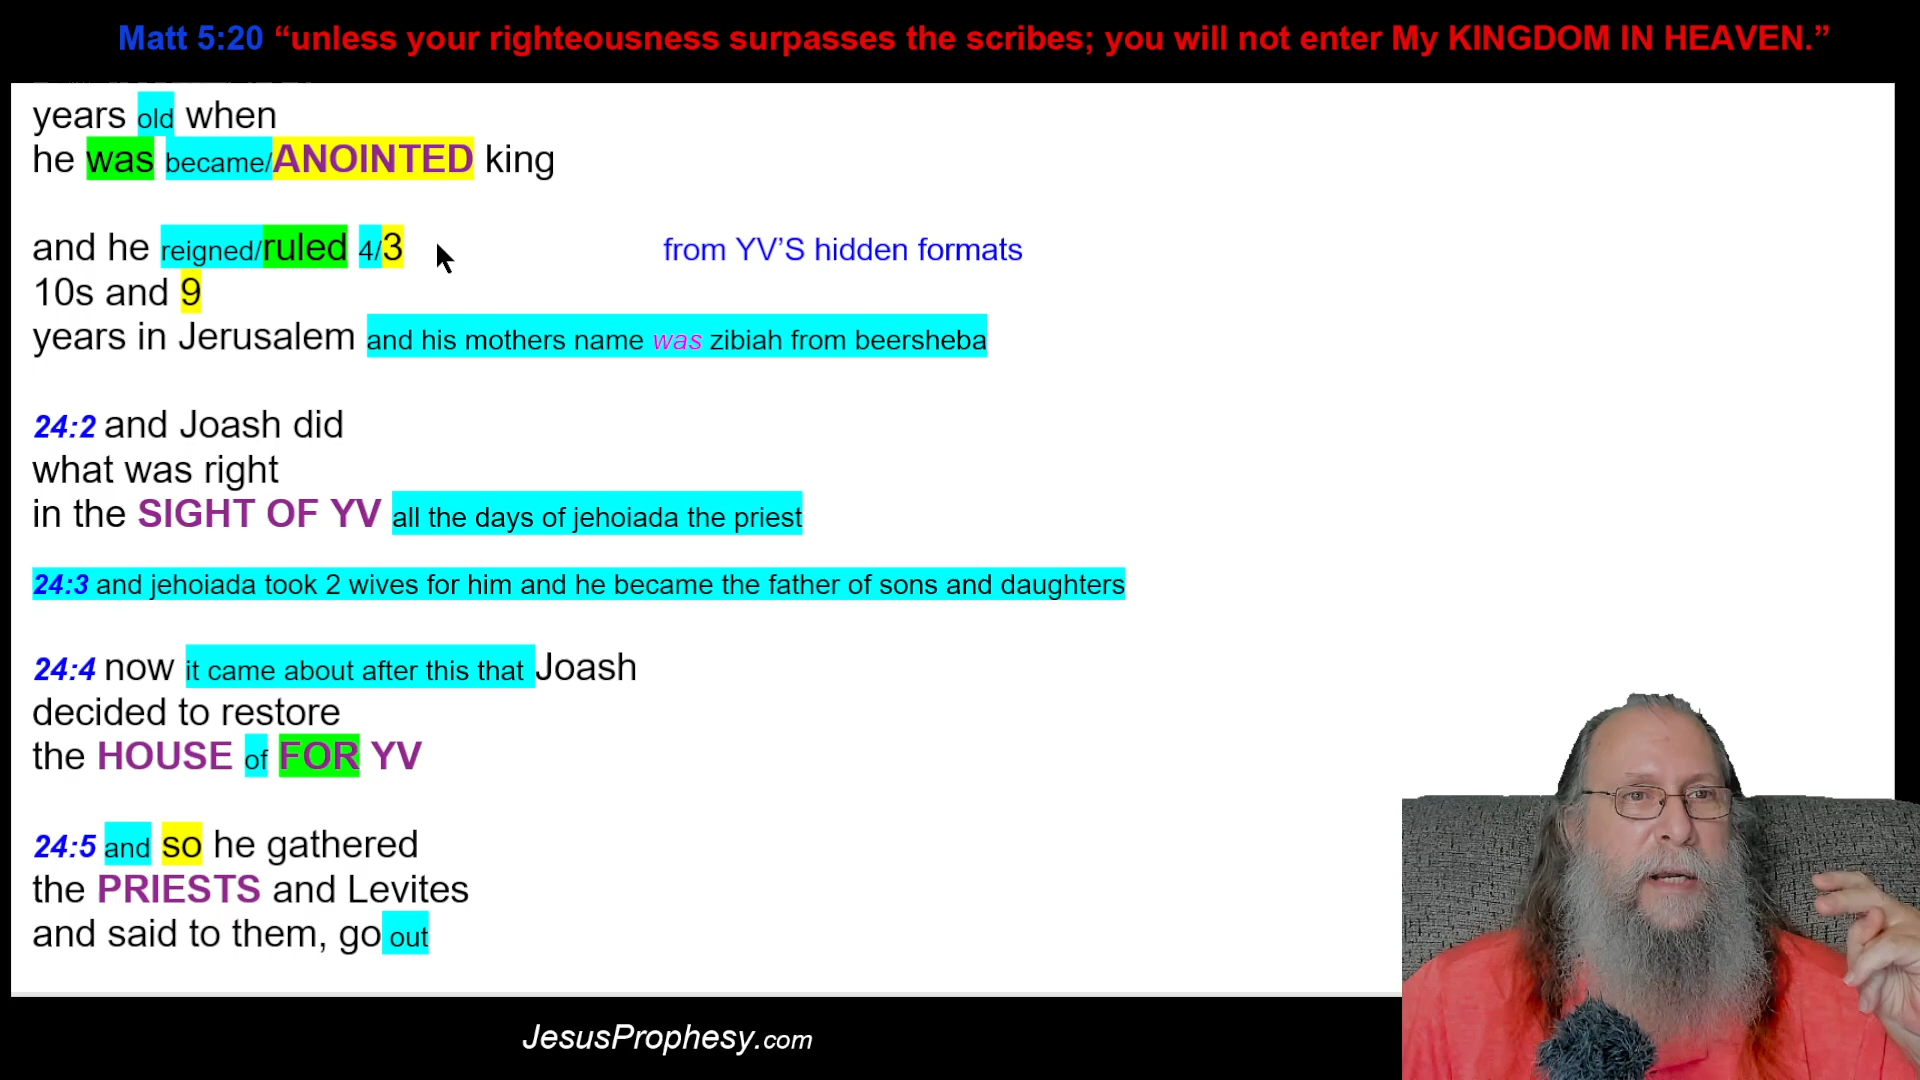 Matt 5:20 “unless your righteousness surpasses the scribes; you will not enter My KINGDOM IN HEAVEN.”
years old when
he was became/ANOINTED king
and he reigned/ruled 4/3
from YV’S hidden formats
10s and 9
years in Jerusalem and his mothers name was zibiah from beersheba
24:2 and Joash did
what was right
in the SIGHT OF YV all the days of jehoiada the priest
24:3 and jehoiada took 2 wives for him and he became the father of sons and daughters
24:4 now it came about after this that Joash
decided to restore
the HOUSE of FOR YV
24:5 and so he gathered
the PRIESTS and Levites
and said to them, go out
JesusProphesy.com